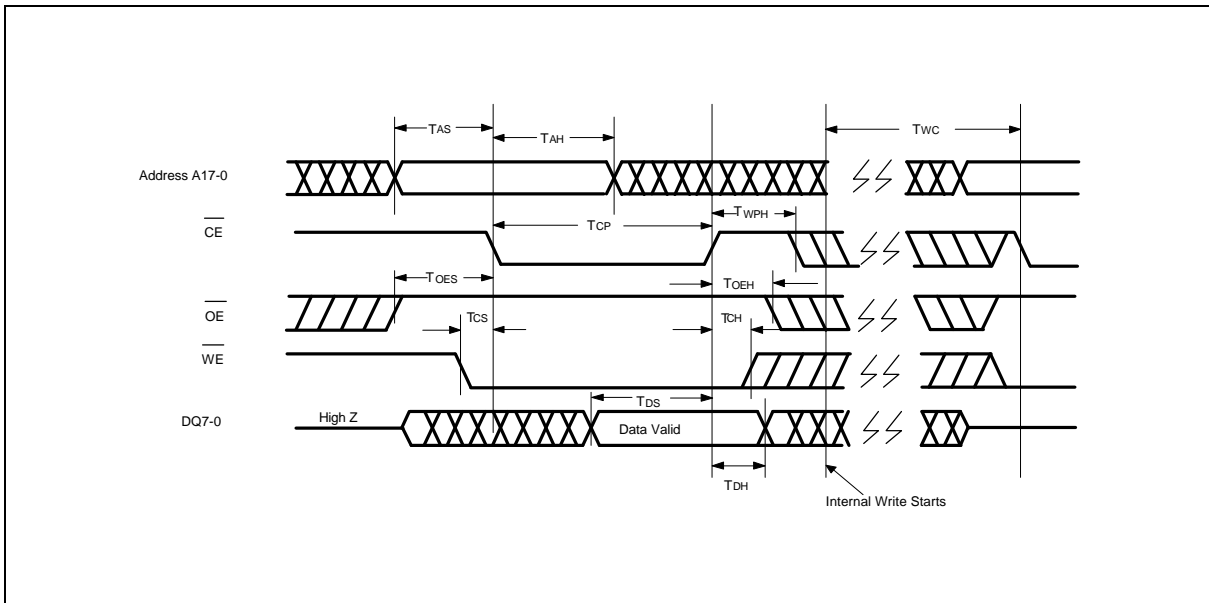 TAS
TAH
TWC
Address A17-0
TWPH
CE
TCP
TOES
TOEH
OE
TCS
TCH
WE
TDS
DQ7-0
High Z
Data Valid
TDH
Internal Write Starts